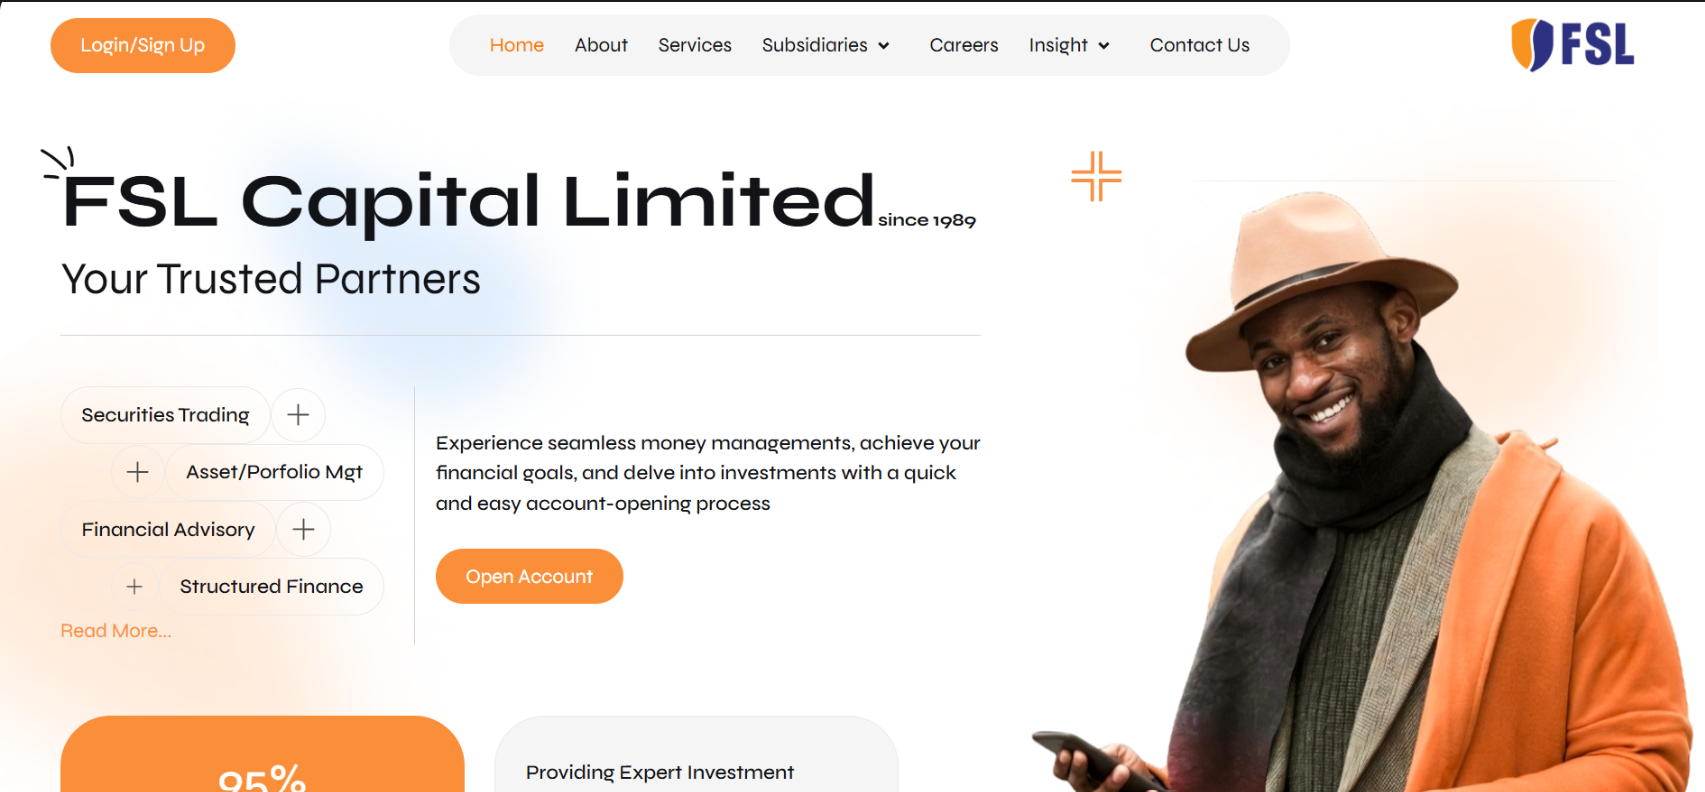 Login/Sign Up
Home About Services Subsidiaries Careers Insight Contact Us
FSL
FSL Capital Limited since 1989
Your Trusted Partners
Securities Trading
Asset/Porfolio Mgt
Financial Advisory
Structured Finance
Read More...
Experience seamless money managements, achieve your
financial goals, and delve into investments with a quick
and easy account-opening process
Open Account
95%
Providing Expert Investment